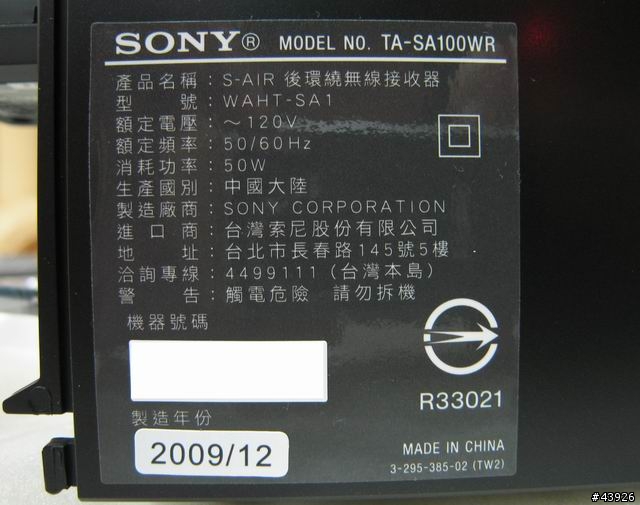 SONY® MODEL NO. TA-SA100WR
產品名稱：S-AIR 後環繞無線接收器
型　　號：WAHT-SA1
額定電壓：～120V
額定頻率：50/60Hz
消耗功率：50W
生產國別：中國大陸
製造廠商：SONY CORPORATION
進 口 商：台灣索尼股份有限公司
地　　址：台北市長春路145號5樓
洽詢專線：4499111（台灣本島）
警　　告：觸電危險　請勿拆機
機器號碼
R33021
製造年份
2009/12
MADE IN CHINA
3-295-385-02 (TW2)
#43926